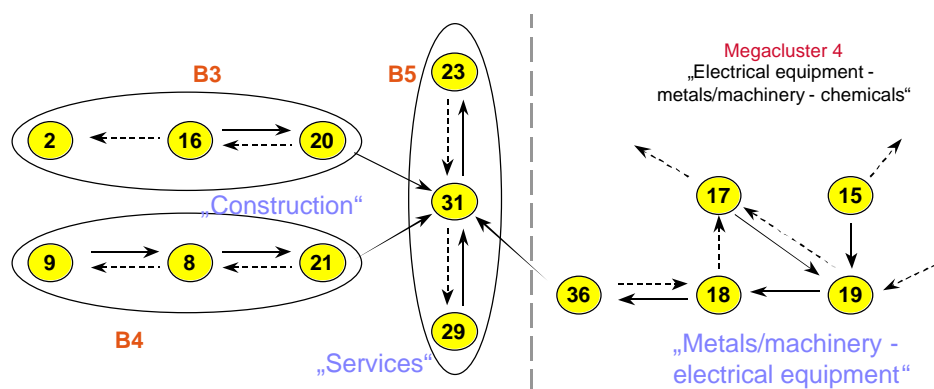 Megacluster 4
„Electrical equipment -
metals/machinery - chemicals“
B3
B5
23
2
16
20
17
15
„Construction“
31
9
8
21
36
18
19
B4
29
„Services“
„Metals/machinery -
electrical equipment“